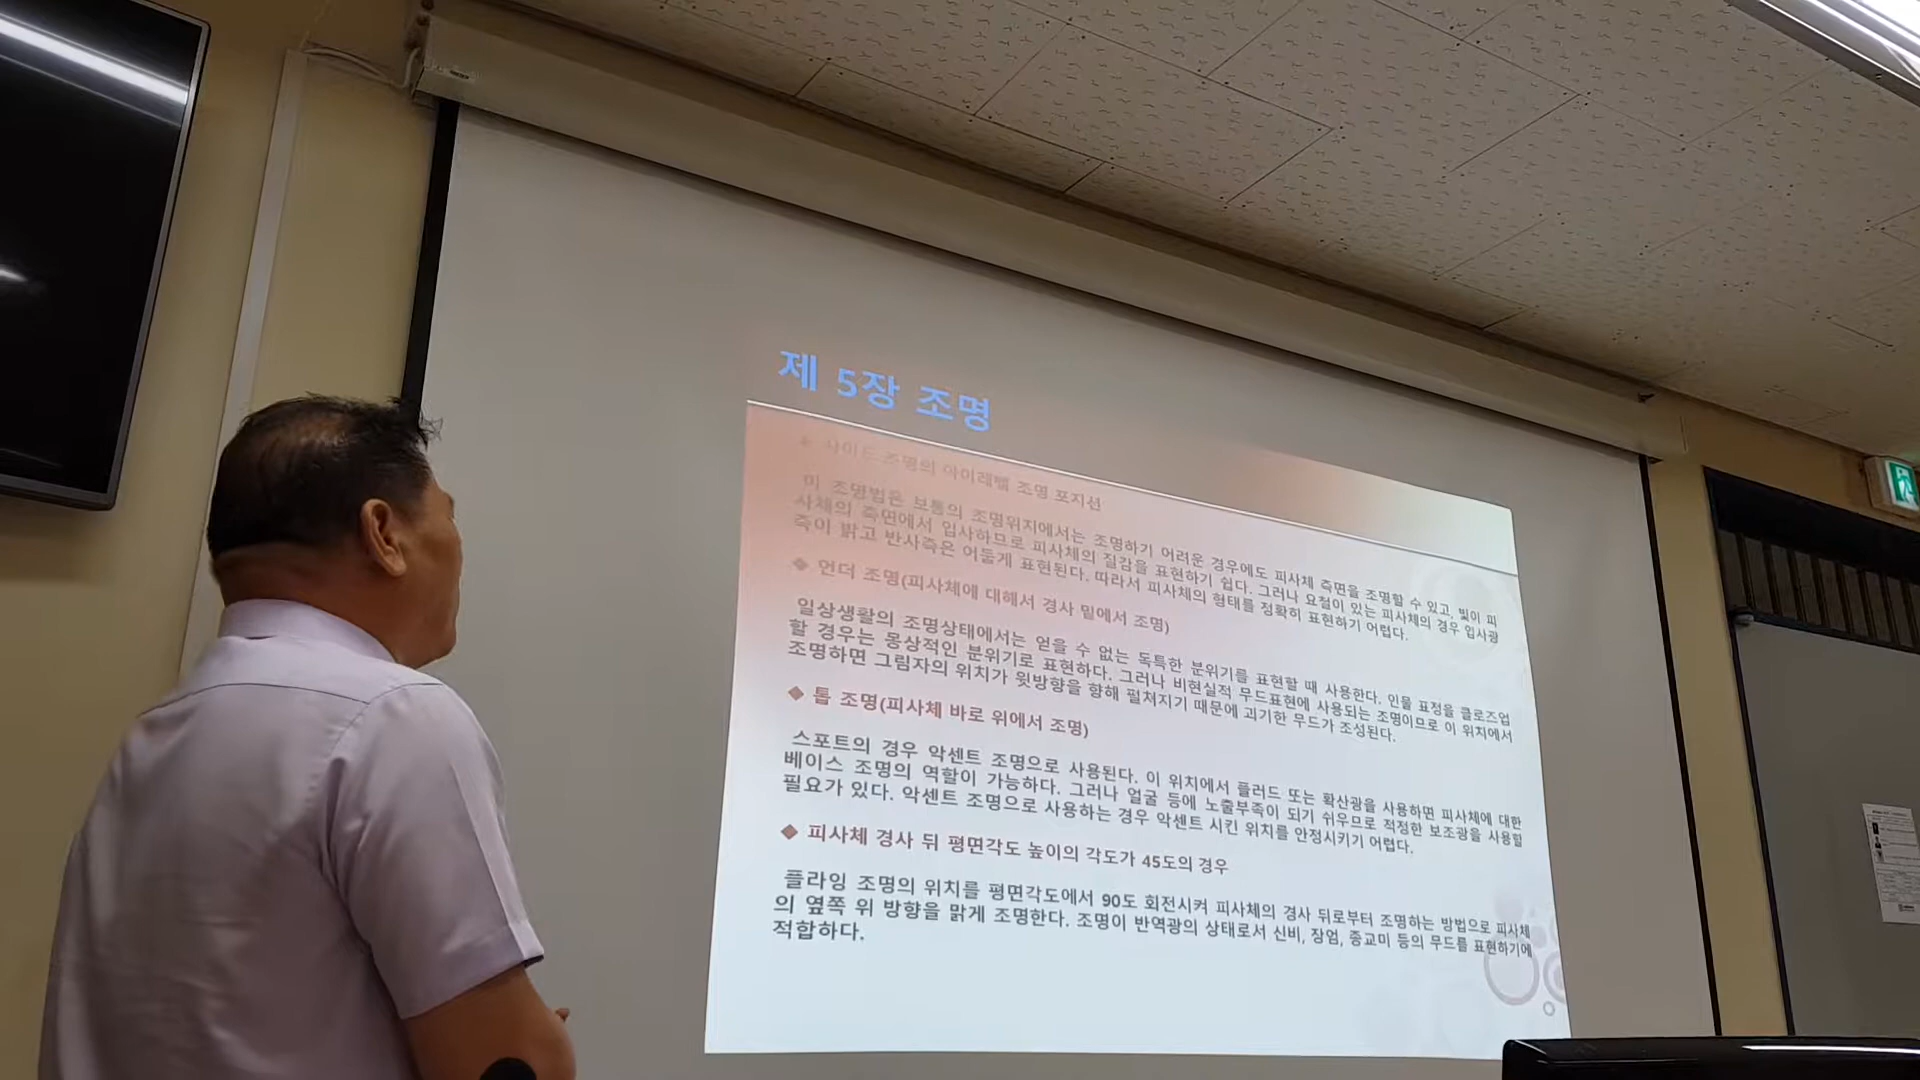 제 5장 조명
사이드 조명의 아이레벨 조명 포지션
이 조명법은 보통의 조명위치에서는 조명하기 어려운 경우에도 피사체 측면을 조명할 수 있고, 빛이 피
사체의 측면에서 입사하므로 피사체의 질감을 표현하기 쉽다. 그러나 요철이 있는 피사체의 경우 입사광
측이 밝고 반사측은 어둡게 표현된다. 따라서 피사체의 형태를 정확히 표현하기 어렵다.
◆ 언더 조명(피사체에 대해서 경사 밑에서 조명)
일상생활의 조명상태에서는 얻을 수 없는 독특한 분위기를 표현할 때 사용한다. 인물 표정을 클로즈업
할 경우는 몽상적인 분위기로 표현하다. 그러나 비현실적 무드표현에 사용되는 조명이므로 이 위치에서
조명하면 그림자의 위치가 윗방향을 향해 펼쳐지기 때문에 괴기한 무드가 조성된다.
◆ 톱 조명(피사체 바로 위에서 조명)
스포트의 경우 악센트 조명으로 사용된다. 이 위치에서 플러드 또는 확산광을 사용하면 피사체에 대한
베이스 조명의 역할이 가능하다. 그러나 얼굴 등에 노출부족이 되기 쉬우므로 적정한 보조광을 사용할
필요가 있다. 악센트 조명으로 사용하는 경우 악센트 시킨 위치를 안정시키기 어렵다.
◆ 피사체 경사 뒤 평면각도 높이의 각도가 45도의 경우
플라잉 조명의 위치를 평면각도에서 90도 회전시켜 피사체의 경사 뒤로부터 조명하는 방법으로 피사체
의 옆쪽 위 방향을 맑게 조명한다. 조명이 반역광의 상태로서 신비, 장엄, 종교미 등의 무드를 표현하기에
적합하다.